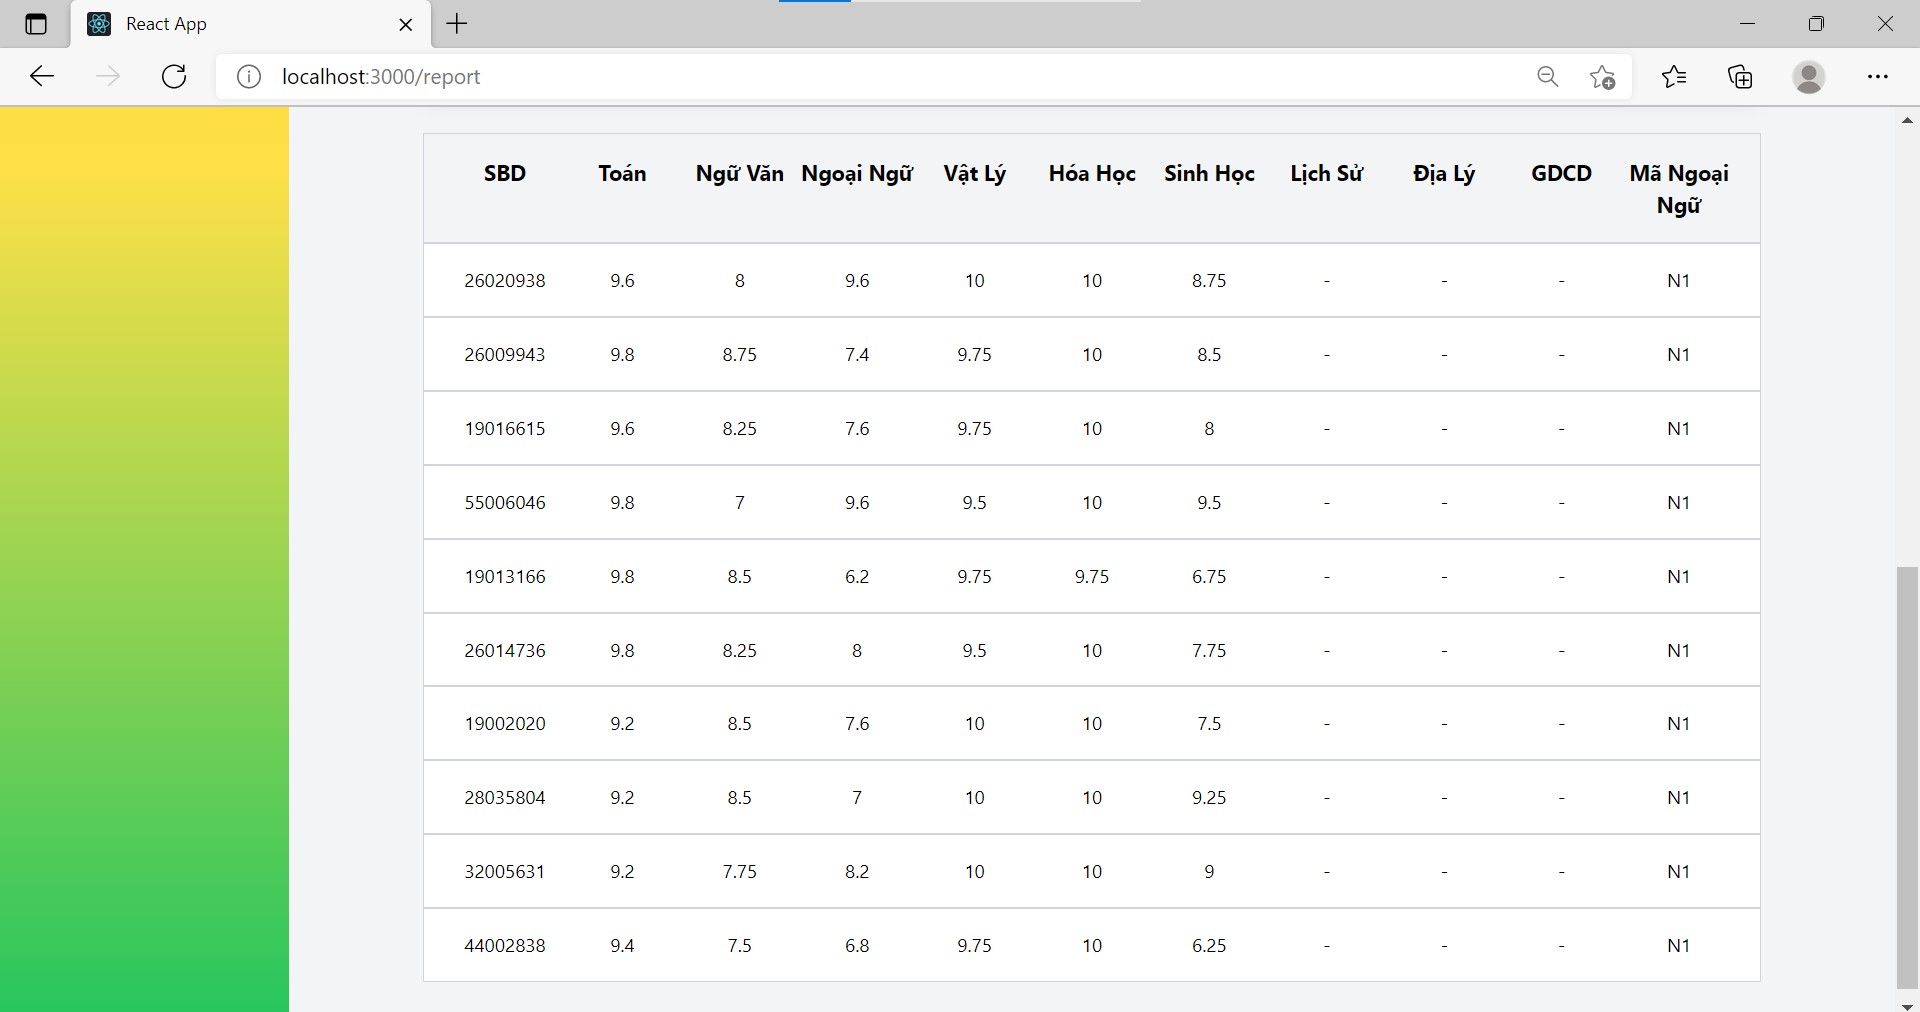 React App
localhost:3000/report
SBD Toán Ngữ Văn Ngoại Ngữ Vật Lý Hóa Học Sinh Học Lịch Sử Địa Lý GDCD Mã Ngoại Ngữ
26020938 9.6 8 9.6 10 10 8.75 - - - N1
26009943 9.8 8.75 7.4 9.75 10 8.5 - - - N1
19016615 9.6 8.25 7.6 9.75 10 8 - - - N1
55006046 9.8 7 9.6 9.5 10 9.5 - - - N1
19013166 9.8 8.5 6.2 9.75 9.75 6.75 - - - N1
26014736 9.8 8.25 8 9.5 10 7.75 - - - N1
19002020 9.2 8.5 7.6 10 10 7.5 - - - N1
28035804 9.2 8.5 7 10 10 9.25 - - - N1
32005631 9.2 7.75 8.2 10 10 9 - - - N1
44002838 9.4 7.5 6.8 9.75 10 6.25 - - - N1